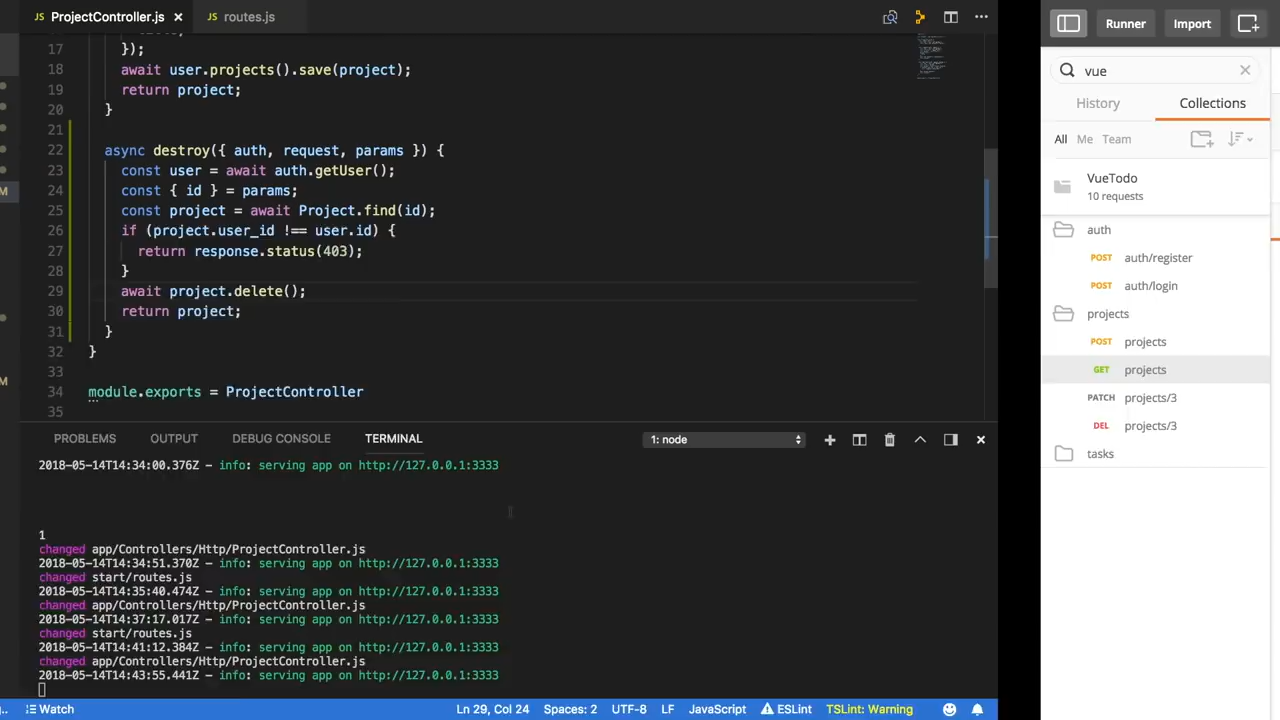 JS ProjectController.js ×
JS routes.js
17 });
18 await user.projects().save(project);
19 return project;
20 }
21
22 async destroy({ auth, request, params }) {
23 const user = await auth.getUser();
24 const { id } = params;
25 const project = await Project.find(id);
26 if (project.user_id !== user.id) {
27 return response.status(403);
28 }
29 await project.delete();
30 return project;
31 }
32 }
33
34 module.exports = ProjectController
35
M
M
PROBLEMS OUTPUT DEBUG CONSOLE TERMINAL 1: node
2018-05-14T14:34:00.376Z - info: serving app on http://127.0.0.1:3333
1
changed app/Controllers/Http/ProjectController.js
2018-05-14T14:34:51.370Z - info: serving app on http://127.0.0.1:3333
changed start/routes.js
2018-05-14T14:35:40.474Z - info: serving app on http://127.0.0.1:3333
changed app/Controllers/Http/ProjectController.js
2018-05-14T14:37:17.017Z - info: serving app on http://127.0.0.1:3333
changed start/routes.js
2018-05-14T14:41:12.384Z - info: serving app on http://127.0.0.1:3333
changed app/Controllers/Http/ProjectController.js
2018-05-14T14:43:55.441Z - info: serving app on http://127.0.0.1:3333
Watch Ln 29, Col 24 Spaces: 2 UTF-8 LF JavaScript ESLint TSLint: Warning
Runner Import
vue
History Collections
All Me Team
VueTodo
10 requests
auth
POST auth/register
POST auth/login
projects
POST projects
GET projects
PATCH projects/3
DEL projects/3
tasks